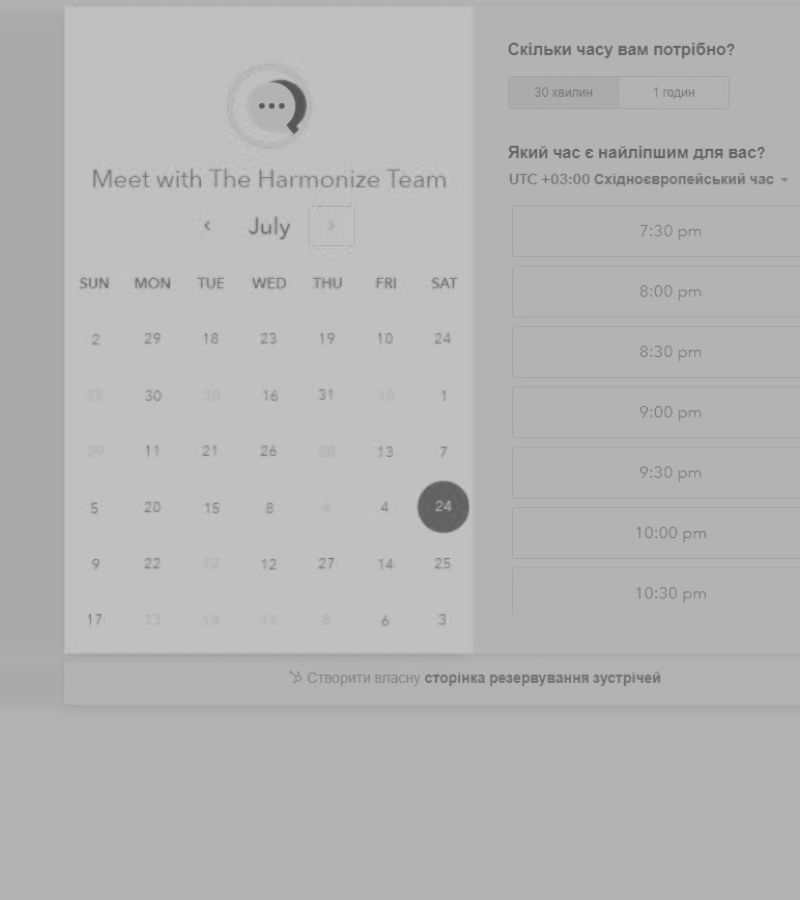 Meet with The Harmonize Team
‹ July ›
SUN MON TUE WED THU FRI SAT
2 29 18 23 19 10 24
25 30 16 31 10 1
29 11 21 26 28 13 7
5 20 15 8 4 4 24
9 22 12 12 27 14 25
17 13 19 11 6 6 3
Скільки часу вам потрібно?
30 хвилин 1 годин
Який час є найліпшим для вас?
UTC +03:00 Східноєвропейський час
7:30 pm
8:00 pm
8:30 pm
9:00 pm
9:30 pm
10:00 pm
10:30 pm
Створити власну сторінка резервування зустрічей